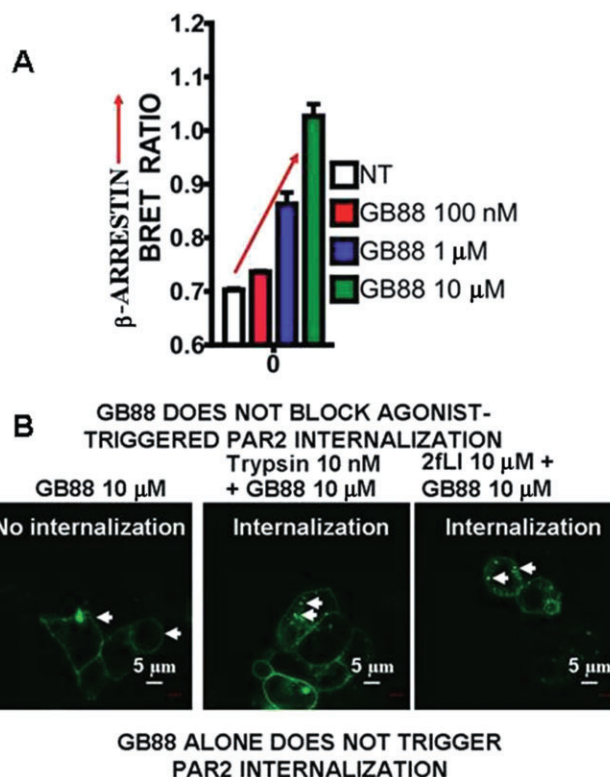 A
1.2
1.1
1.0
0.9
0.8
0.7
0.6
β-ARRESTIN
BRET RATIO
NT
GB88 100 nM
GB88 1 μM
GB88 10 μM
0
B
GB88 DOES NOT BLOCK AGONIST-
TRIGGERED PAR2 INTERNALIZATION
GB88 10 μM
Trypsin 10 nM
+ GB88 10 μM
2fLI 10 μM +
GB88 10 μM
No internalization
Internalization
Internalization
5 μm
5 μm
5 μm
GB88 ALONE DOES NOT TRIGGER
PAR2 INTERNALIZATION